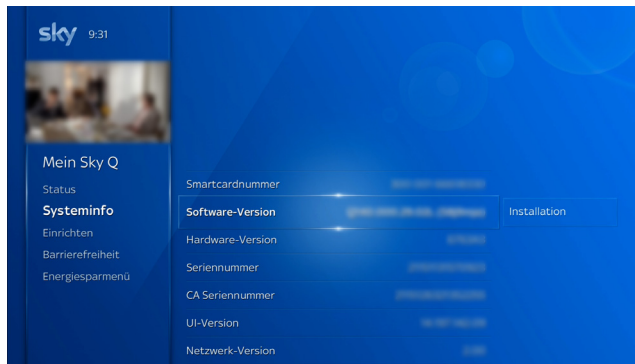 sky 9:31
Mein Sky Q
Status
Systeminfo
Einrichten
Barrierefreiheit
Energiesparmenü
Smartcardnummer
Software-Version
Installation
Hardware-Version
Seriennummer
CA Seriennummer
UI-Version
Netzwerk-Version